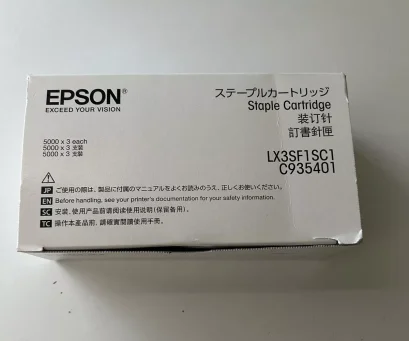 EPSON®
EXCEED YOUR VISION
ステープルカートリッジ
Staple Cartridge
装订针
訂書針匣
5000 x 3 each
5000 x 3 支装
5000 x 3 支裝
LX3SF1SC1
C935401
JP ご使用の際は、製品に付属のマニュアルをよくお読みのうえ、正しくお使いください。
EN Before handling, see your printer's documentation for your safety information.
SC 安装、使用产品前请阅读使用说明(保留备用)。
TC 操作本產品前，請確實閱讀使用手冊。